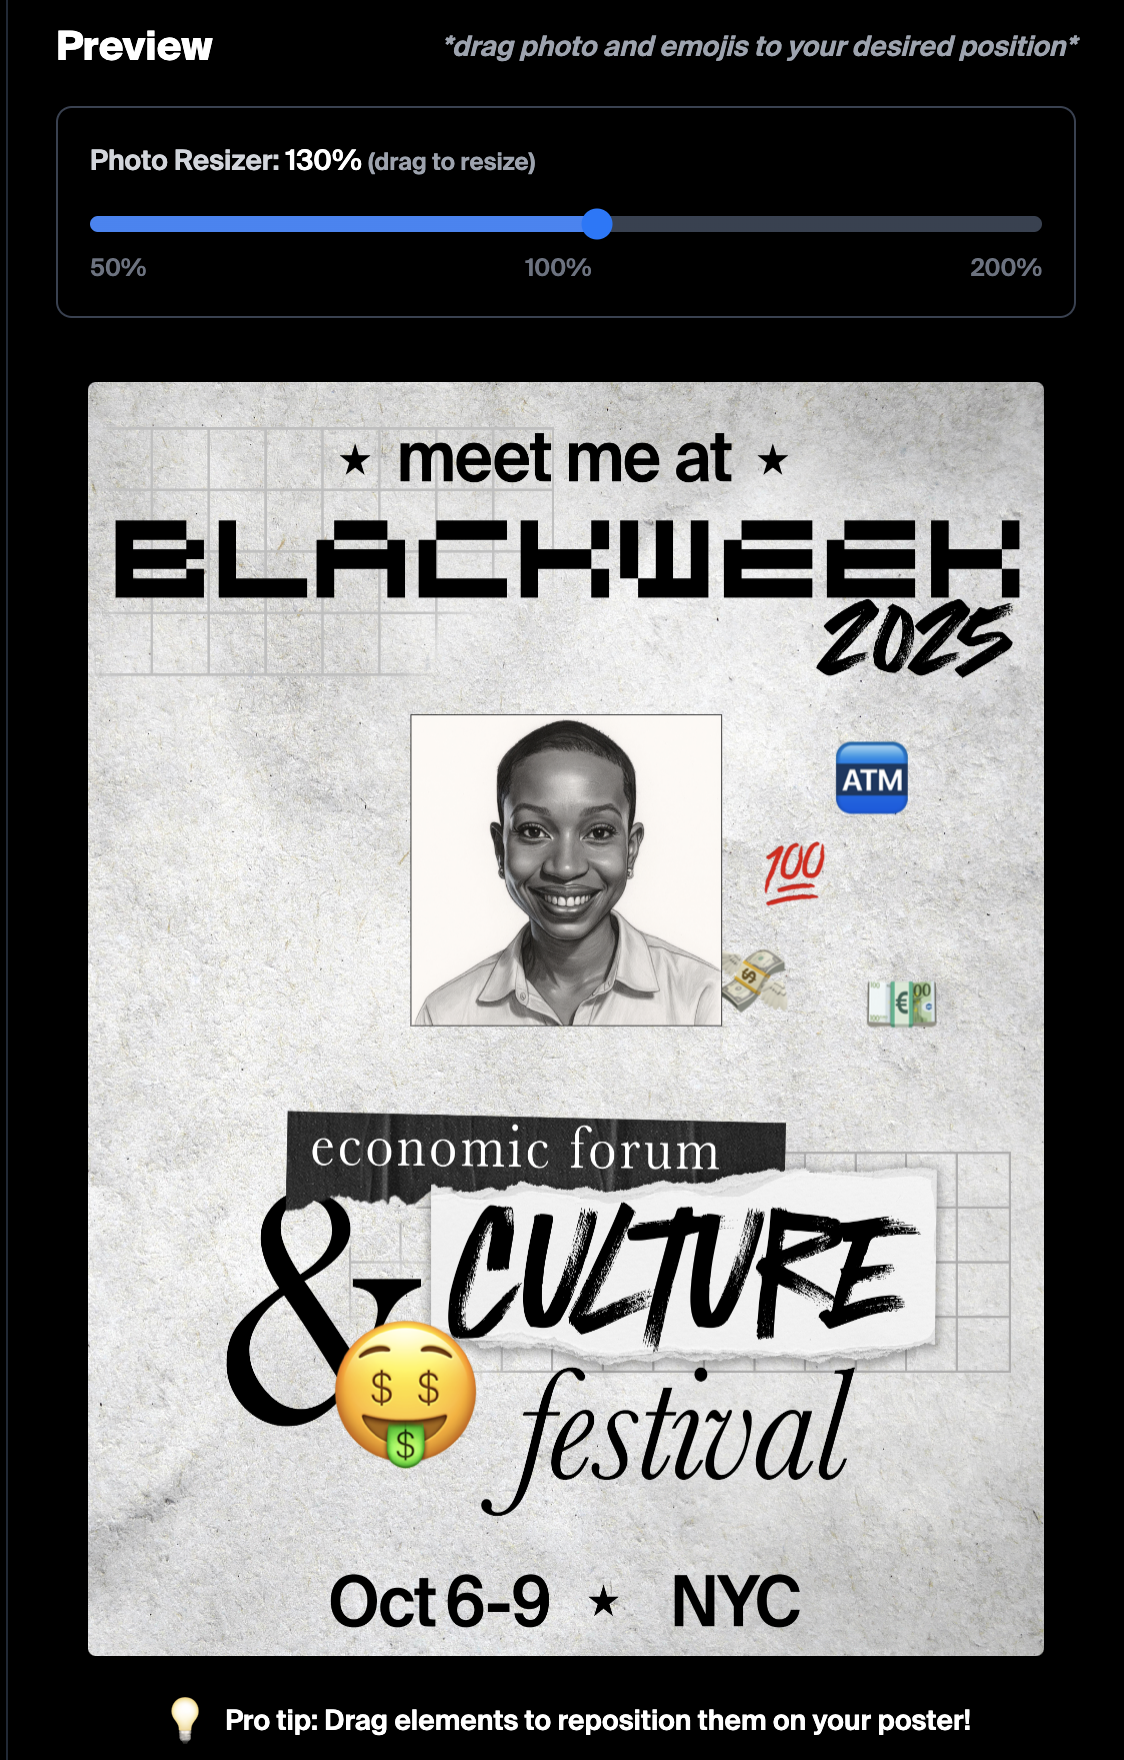 Preview
*drag photo and emojis to your desired position*
Photo Resizer: 130% (drag to resize)
50% 100% 200%
★ meet me at ★
BLACKWEEK
2025
ATM
100
economic forum
& CULTURE
festival
Oct 6-9 ★ NYC
Pro tip: Drag elements to reposition them on your poster!